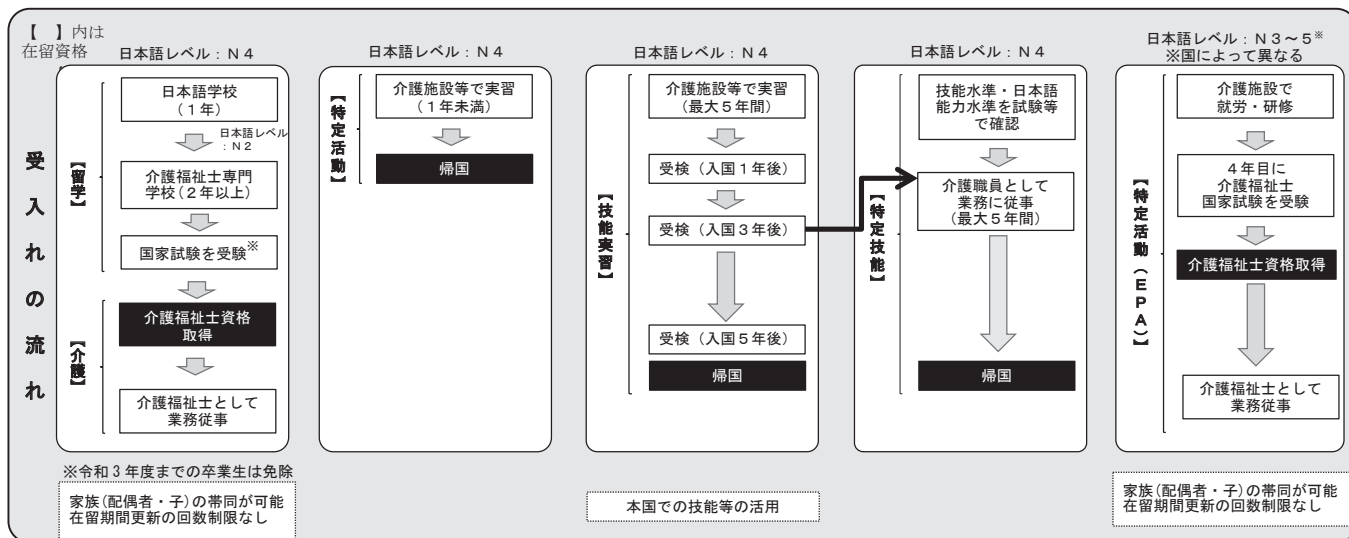 【　】内は
在留資格
受入れの流れ
日本語レベル：Ｎ４
【留学】
日本語学校
（１年）
日本語レベル
：Ｎ２
介護福祉士専門
学校（２年以上）
国家試験を受験※
【介護】
介護福祉士資格
取得
介護福祉士として
業務従事
※令和３年度までの卒業生は免除
家族(配偶者・子)の帯同が可能
在留期間更新の回数制限なし
日本語レベル：Ｎ４
【特定活動】
介護施設等で実習
（１年未満）
帰国
日本語レベル：Ｎ４
【技能実習】
介護施設等で実習
（最大５年間）
受検（入国１年後）
受検（入国３年後）
受検（入国５年後）
帰国
本国での技能等の活用
日本語レベル：Ｎ４
【特定技能】
技能水準・日本語
能力水準を試験等
で確認
介護職員として
業務に従事
（最大５年間）
帰国
日本語レベル：Ｎ３～５※
※国によって異なる
【特定活動（ＥＰＡ）】
介護施設で
就労・研修
４年目に
介護福祉士
国家試験を受験
介護福祉士資格取得
介護福祉士として
業務従事
家族(配偶者・子)の帯同が可能
在留期間更新の回数制限なし